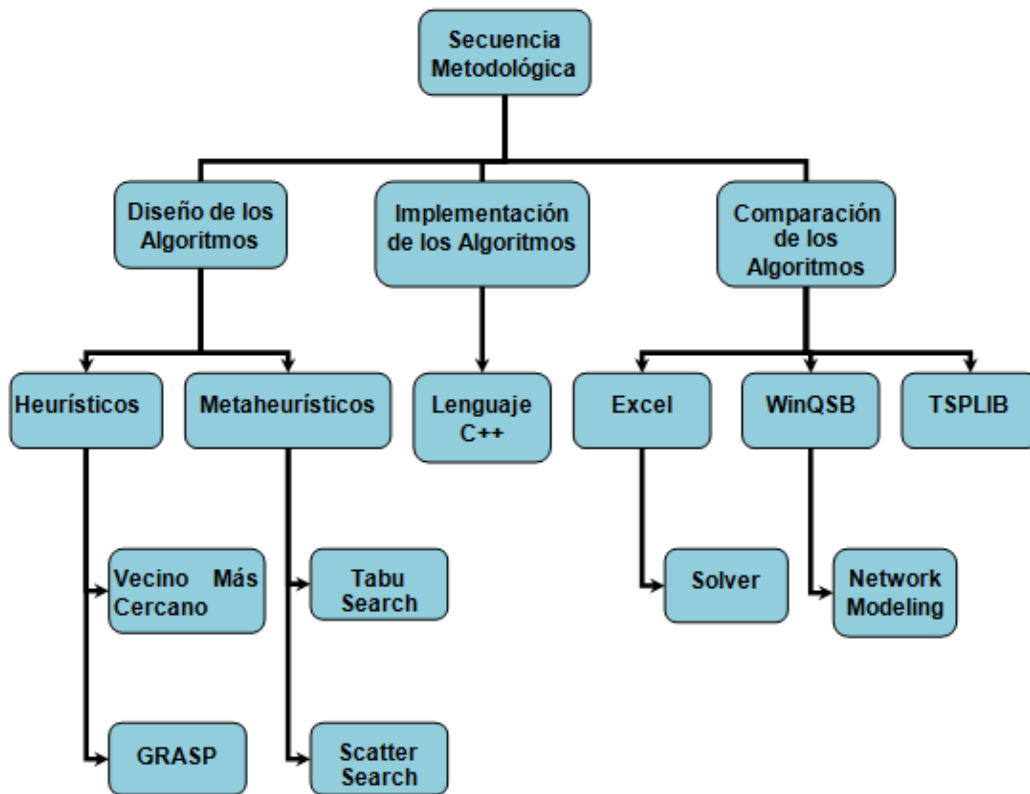 Secuencia
Metodológica
Diseño de los
Algoritmos
Implementación
de los Algoritmos
Comparación
de los
Algoritmos
Heurísticos
Metaheurísticos
Lenguaje
C++
Excel
WinQSB
TSPLIB
Vecino Más
Cercano
Tabu
Search
Solver
Network
Modeling
GRASP
Scatter
Search